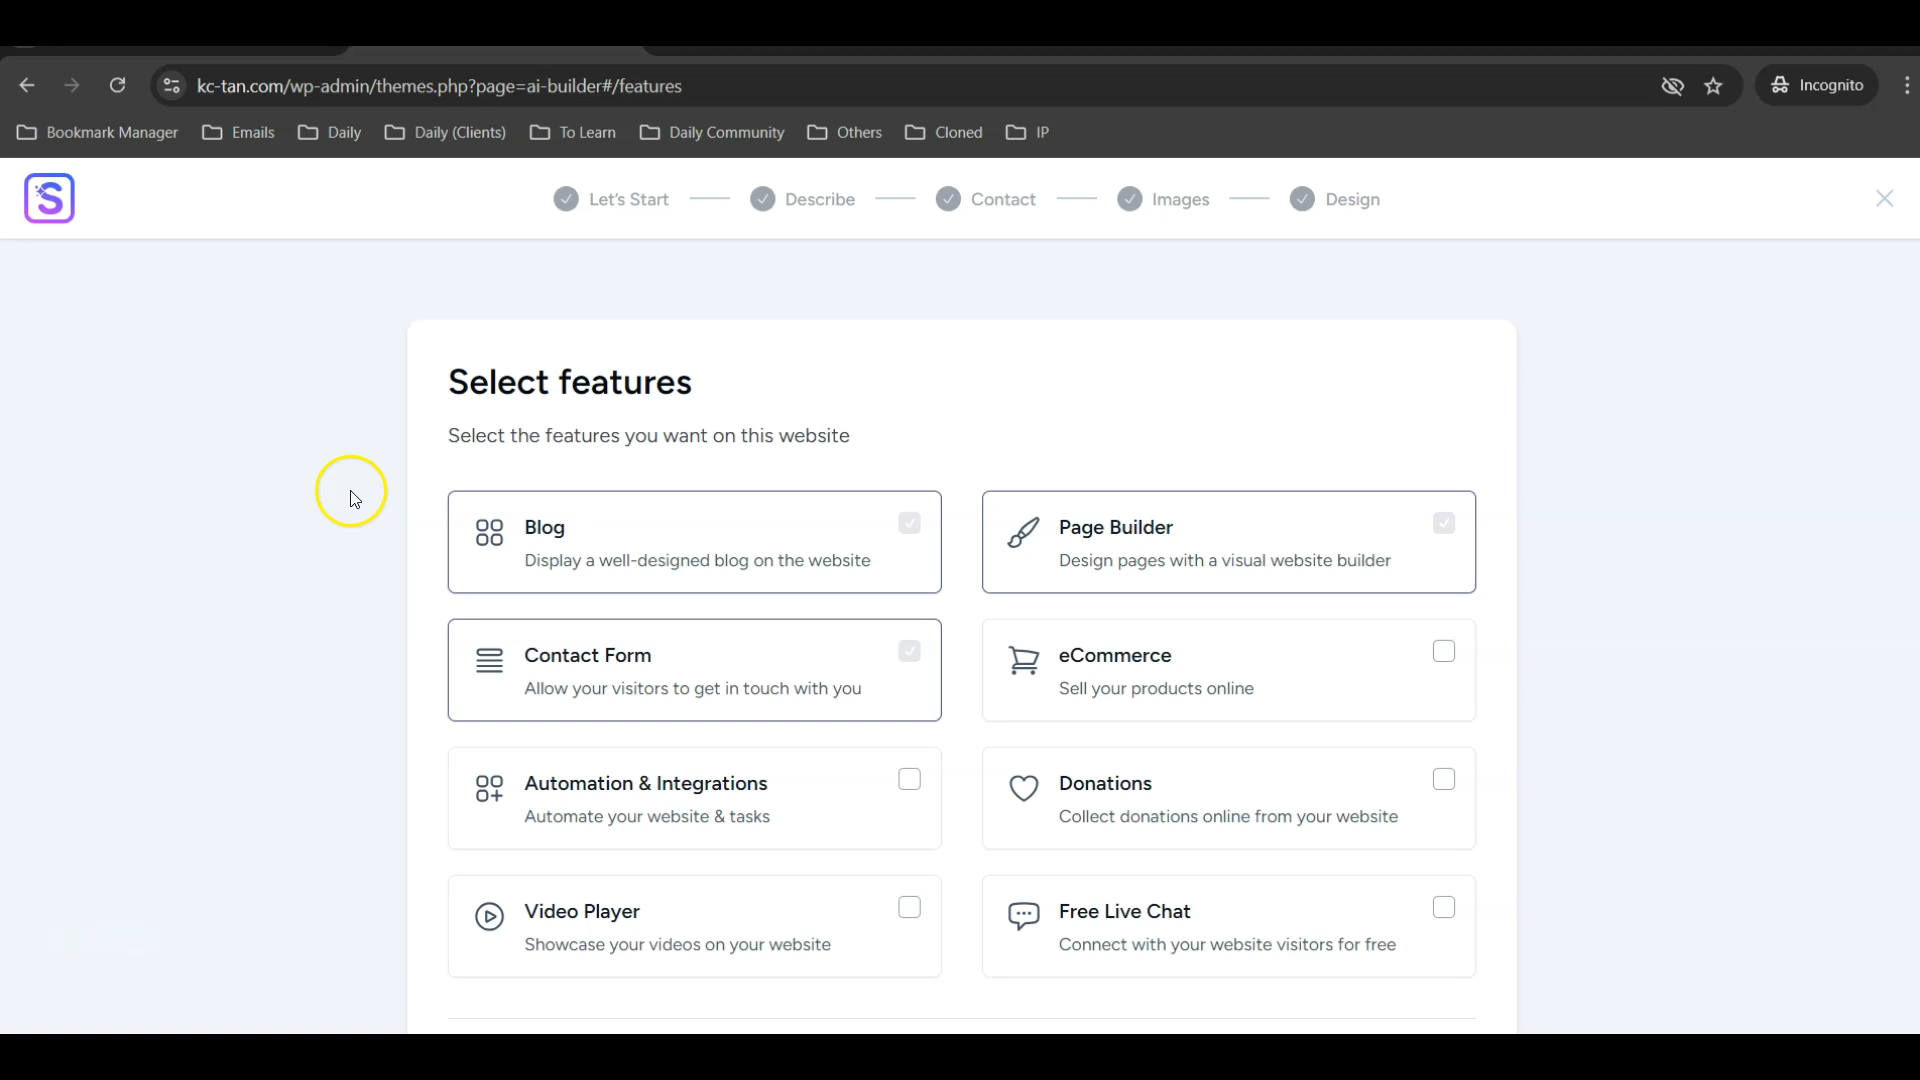 kc-tan.com/wp-admin/themes.php?page=ai-builder#/features
Incognito
Bookmark Manager
Emails
Daily
Daily (Clients)
To Learn
Daily Community
Others
Cloned
IP
S
Let's Start
Describe
Contact
Images
Design
Select features
Select the features you want on this website
Blog
Display a well-designed blog on the website
Page Builder
Design pages with a visual website builder
Contact Form
Allow your visitors to get in touch with you
eCommerce
Sell your products online
Automation & Integrations
Automate your website & tasks
Donations
Collect donations online from your website
Video Player
Showcase your videos on your website
Free Live Chat
Connect with your website visitors for free